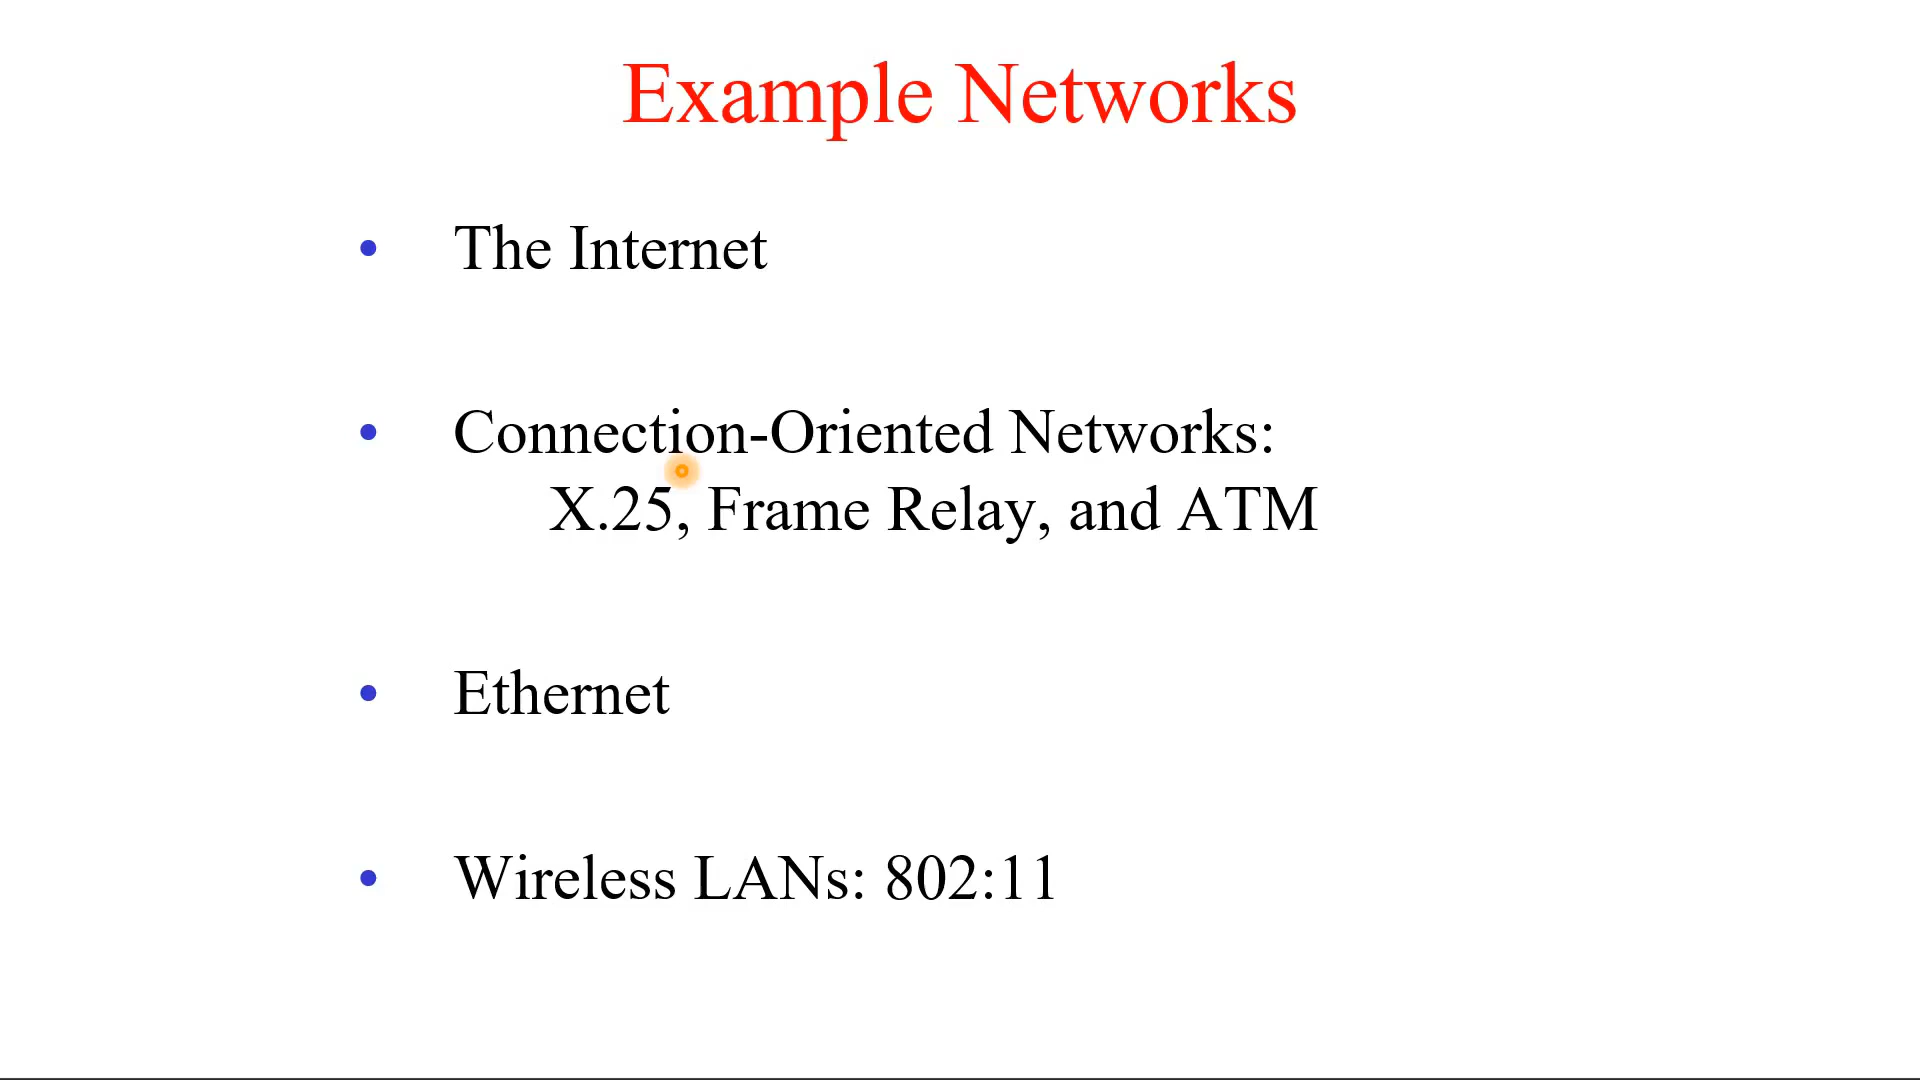 Example Networks
• The Internet
• Connection-Oriented Networks:
X.25, Frame Relay, and ATM
• Ethernet
• Wireless LANs: 802:11